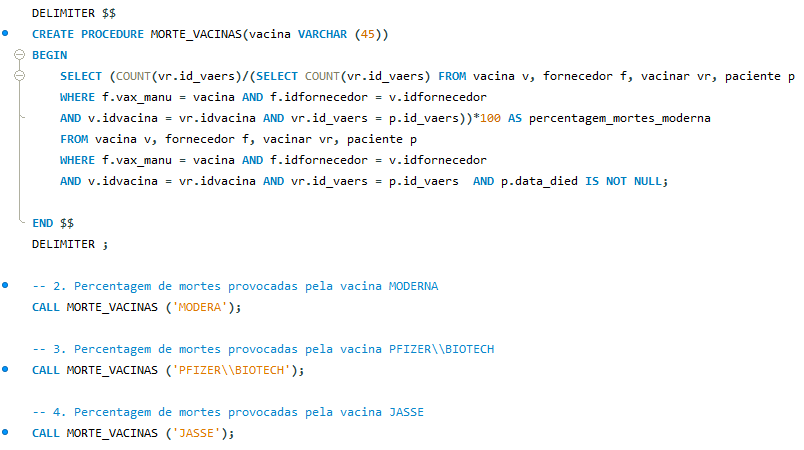 DELIMITER $$
CREATE PROCEDURE MORTE_VACINAS(vacina VARCHAR (45))
BEGIN
SELECT (COUNT(vr.id_vaers)/(SELECT COUNT(vr.id_vaers) FROM vacina v, fornecedor f, vacinar vr, paciente p
WHERE f.vax_manu = vacina AND f.idfornecedor = v.idfornecedor
AND v.idvacina = vr.idvacina AND vr.id_vaers = p.id_vaers))*100 AS percentagem_mortes_moderna
FROM vacina v, fornecedor f, vacinar vr, paciente p
WHERE f.vax_manu = vacina AND f.idfornecedor = v.idfornecedor
AND v.idvacina = vr.idvacina AND vr.id_vaers = p.id_vaers  AND p.data_died IS NOT NULL;
END $$
DELIMITER ;
-- 2. Percentagem de mortes provocadas pela vacina MODERNA
CALL MORTE_VACINAS ('MODERA');
-- 3. Percentagem de mortes provocadas pela vacina PFIZER\\BIOTECH
CALL MORTE_VACINAS ('PFIZER\\BIOTECH');
-- 4. Percentagem de mortes provocadas pela vacina JASSE
CALL MORTE_VACINAS ('JASSE');